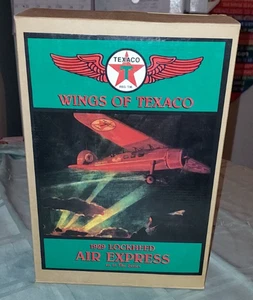 TEXACO
T
WINGS OF TEXACO
1929 LOCKHEED
AIR EXPRESS